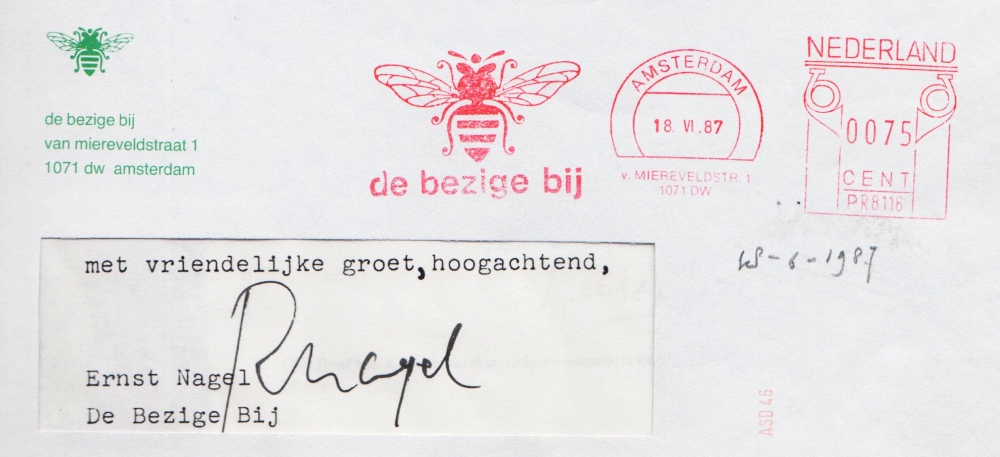 de bezige bij
van miereveldstraat 1
1071 dw amsterdam
de bezige bij
AMSTERDAM
18. VI. 87
v. MIEREVELDSTR. 1
1071 DW
NEDERLAND
0075
CENT
PR8116
18-6-1987
met vriendelijke groet,hoogachtend,
Ernst Nagel
De Bezige Bij
ASD 46